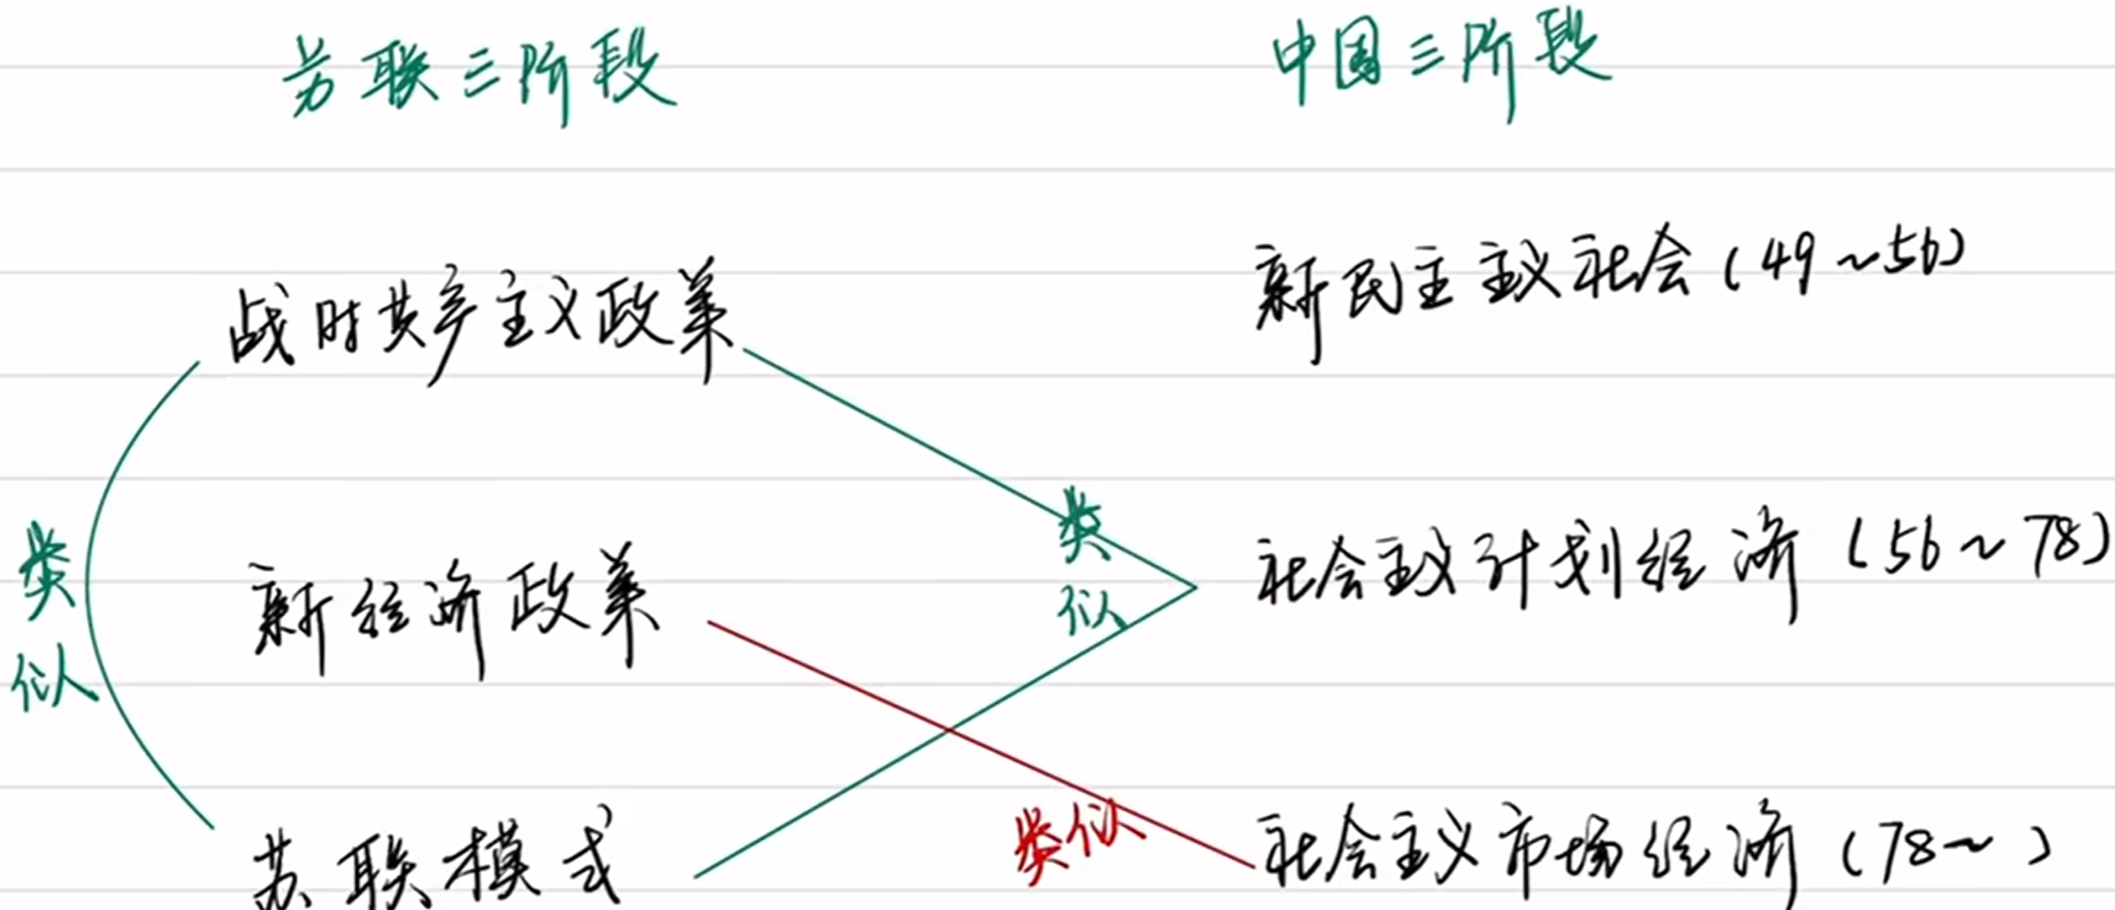 苏联三阶段
中国三阶段
战时共产主义政策
新民主主义社会(49~56)
类似
类似
新经济政策
社会主义计划经济(56~78)
类似
苏联模式
社会主义市场经济(78~ )